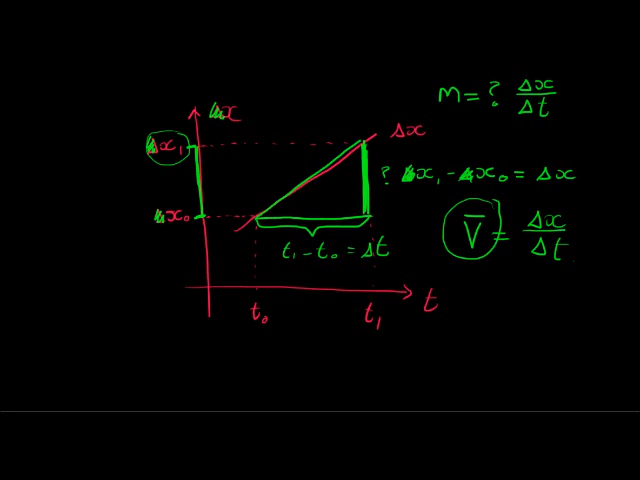 m = ? Δx/Δt
x
Δx
x₁
? x₁ - x₀ = Δx
x₀
V̄ = Δx/Δt
t₁ - t₀ = Δt
t
t₀
t₁